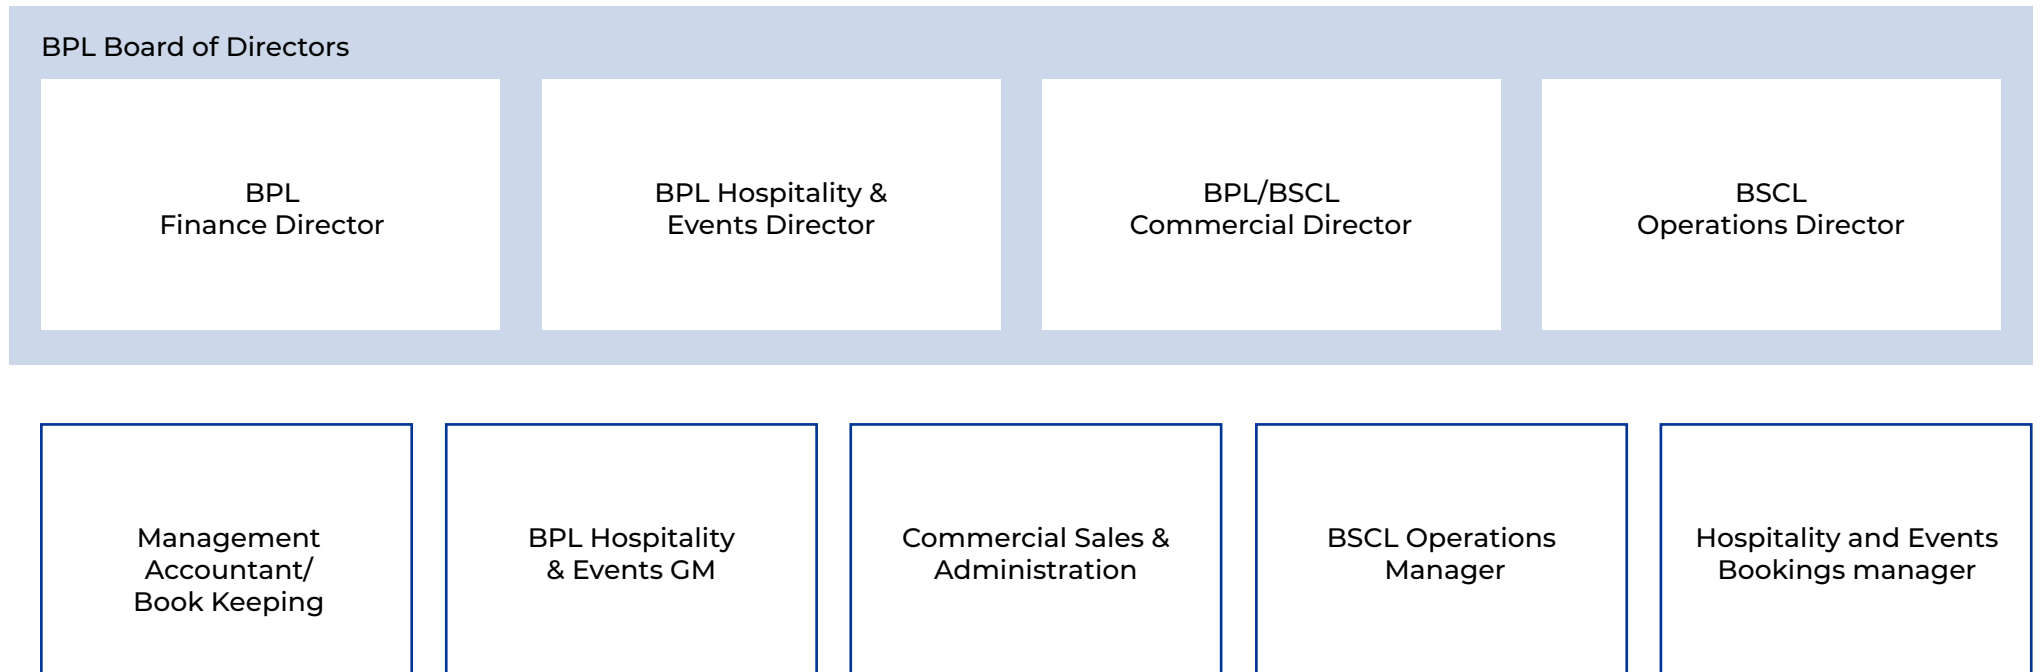 BPL Board of Directors
BPL
Finance Director
BPL Hospitality &
Events Director
BPL/BSCL
Commercial Director
BSCL
Operations Director
Management
Accountant/
Book Keeping
BPL Hospitality
& Events GM
Commercial Sales &
Administration
BSCL Operations
Manager
Hospitality and Events
Bookings manager